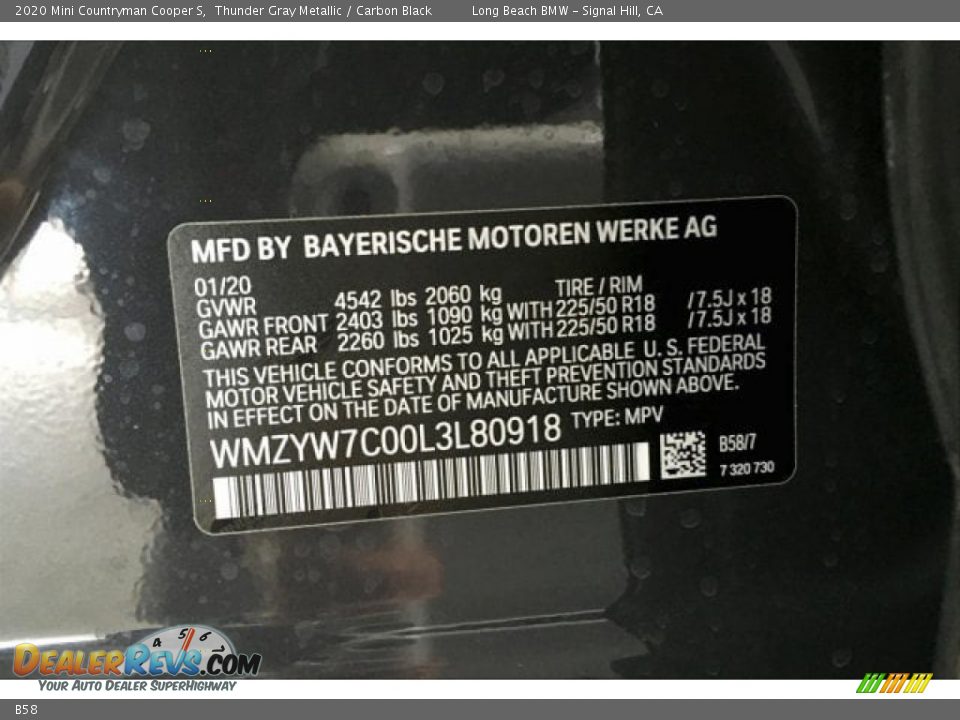 2020 Mini Countryman Cooper S, Thunder Gray Metallic / Carbon Black Long Beach BMW - Signal Hill, CA
MFD BY BAYERISCHE MOTOREN WERKE AG
01/20 TIRE / RIM
GVWR 4542 lbs 2060 kg
GAWR FRONT 2403 lbs 1090 kg WITH 225/50 R18 /7.5J x 18
GAWR REAR 2260 lbs 1025 kg WITH 225/50 R18 /7.5J x 18
THIS VEHICLE CONFORMS TO ALL APPLICABLE U. S. FEDERAL
MOTOR VEHICLE SAFETY AND THEFT PREVENTION STANDARDS
IN EFFECT ON THE DATE OF MANUFACTURE SHOWN ABOVE.
WMZYW7C00L3L80918 TYPE: MPV
B58/7
7 320 730
4 5 6
DEALERREVS.COM
YOUR AUTO DEALER SUPERHIGHWAY
B58